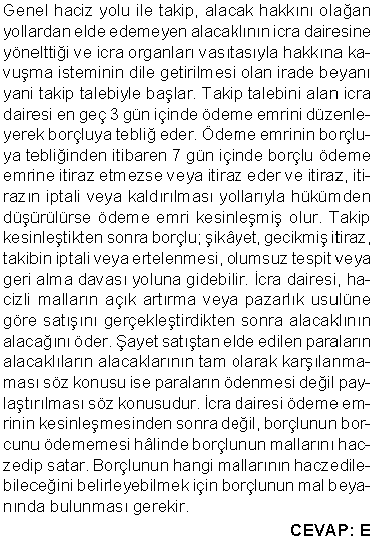 Genel haciz yolu ile takip, alacak hakkını olağan
yollardan elde edemeyen alacaklının icra dairesine
yönelttiği ve icra organları vasıtasıyla hakkına ka-
vuşma isteminin dile getirilmesi olan irade beyanı
yani takip talebiyle başlar. Takip talebini alan icra
dairesi en geç 3 gün içinde ödeme emrini düzenle-
yerek borçluya tebliğ eder. Ödeme emrinin borçlu-
ya tebliğinden itibaren 7 gün içinde borçlu ödeme
emrine itiraz etmezse veya itiraz eder ve itiraz, iti-
razın iptali veya kaldırılması yollarıyla hükümden
düşürülürse ödeme emri kesinleşmiş olur. Takip
kesinleştikten sonra borçlu; şikâyet, gecikmiş itiraz,
takibin iptali veya ertelenmesi, olumsuz tespit veya
geri alma davası yoluna gidebilir. İcra dairesi, ha-
cizli malların açık artırma veya pazarlık usulüne
göre satışını gerçekleştirdikten sonra alacaklının
alacağını öder. Şayet satıştan elde edilen paraların
alacaklıların alacaklarının tam olarak karşılanma-
ması söz konusu ise paraların ödenmesi değil pay-
laştırılması söz konusudur. İcra dairesi ödeme em-
rinin kesinleşmesinden sonra değil, borçlunun bor-
cunu ödememesi hâlinde borçlunun mallarını hac-
zedip satar. Borçlunun hangi mallarının haczedile-
bileceğini belirleyebilmek için borçlunun mal beya-
nında bulunması gerekir.
CEVAP: E